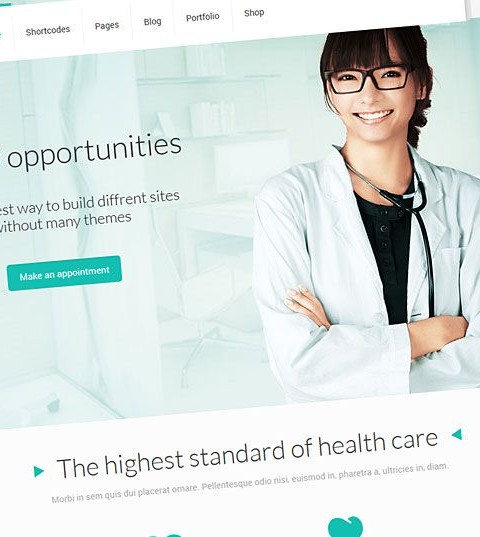 Shortcodes Pages Blog Portfolio Shop
opportunities
est way to build diffrent sites
without many themes
Make an appointment
The highest standard of health care
Morbi in sem quis dui placerat ornare. Pellentesque odio nisi, euismod in, pharetra a, ultricies in, diam.